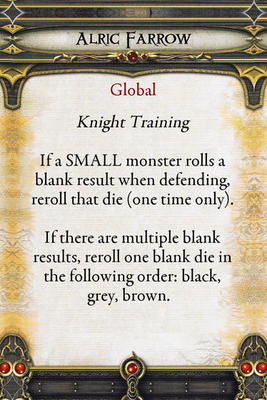 Alric Farrow
Global
Knight Training
If a SMALL monster rolls a
blank result when defending,
reroll that die (one time only).
If there are multiple blank
results, reroll one blank die in
the following order: black,
grey, brown.